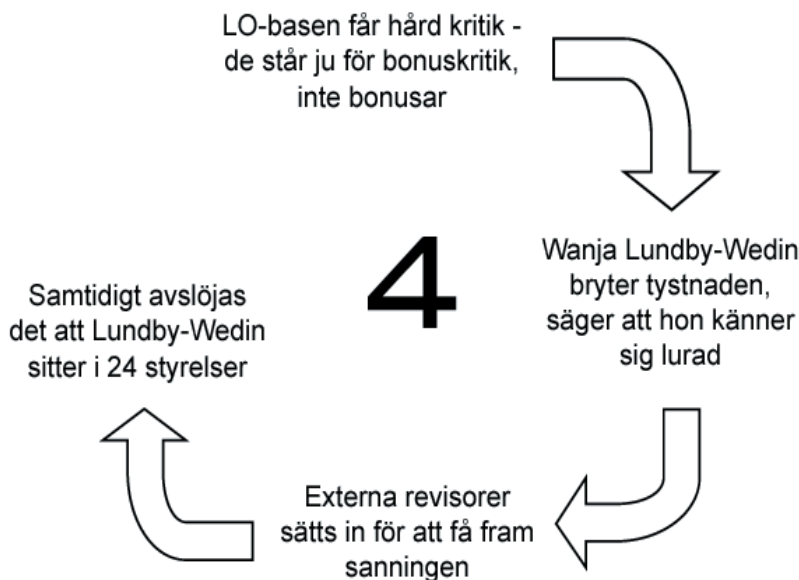 LO-basen får hård kritik -
de står ju för bonuskritik,
inte bonusar
Wanja Lundby-Wedin
bryter tystnaden,
säger att hon känner
sig lurad
Externa revisorer
sätts in för att få fram
sanningen
Samtidigt avslöjas
det att Lundby-Wedin
sitter i 24 styrelser
4